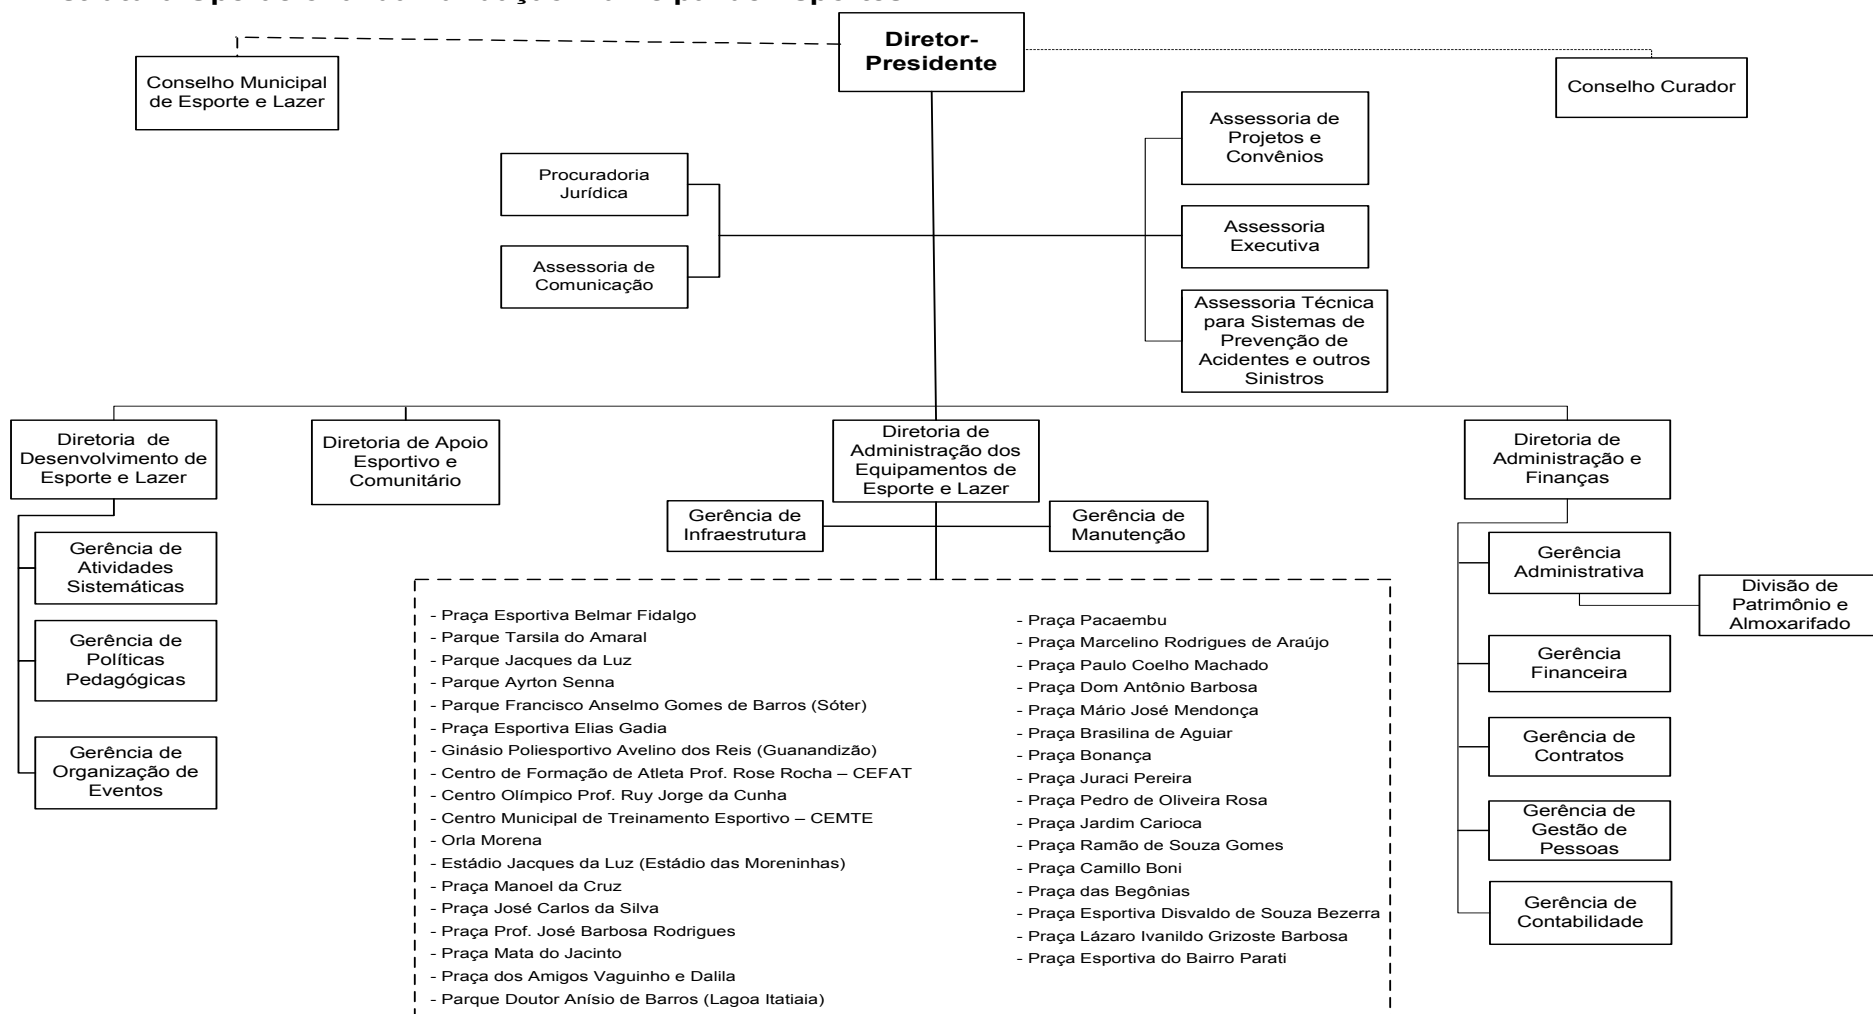 Diretor-
Presidente
Conselho Municipal
de Esporte e Lazer
Conselho Curador
Assessoria de
Projetos e
Convênios
Procuradoria
Jurídica
Assessoria
Executiva
Assessoria de
Comunicação
Assessoria Técnica
para Sistemas de
Prevenção de
Acidentes e outros
Sinistros
Diretoria de
Desenvolvimento de
Esporte e Lazer
Diretoria de Apoio
Esportivo e
Comunitário
Diretoria de
Administração dos
Equipamentos de
Esporte e Lazer
Diretoria de
Administração e
Finanças
Gerência de
Infraestrutura
Gerência de
Manutenção
Gerência de
Atividades
Sistemáticas
Gerência de
Políticas
Pedagógicas
Gerência de
Organização de
Eventos
- Praça Esportiva Belmar Fidalgo
- Parque Tarsila do Amaral
- Parque Jacques da Luz
- Parque Ayrton Senna
- Parque Francisco Anselmo Gomes de Barros (Sóter)
- Praça Esportiva Elias Gadia
- Ginásio Poliesportivo Avelino dos Reis (Guanandizão)
- Centro de Formação de Atleta Prof. Rose Rocha – CEFAT
- Centro Olímpico Prof. Ruy Jorge da Cunha
- Centro Municipal de Treinamento Esportivo – CEMTE
- Orla Morena
- Estádio Jacques da Luz (Estádio das Moreninhas)
- Praça Manoel da Cruz
- Praça José Carlos da Silva
- Praça Prof. José Barbosa Rodrigues
- Praça Mata do Jacinto
- Praça dos Amigos Vaguinho e Dalila
- Parque Doutor Anísio de Barros (Lagoa Itatiaia)
- Praça Pacaembu
- Praça Marcelino Rodrigues de Araújo
- Praça Paulo Coelho Machado
- Praça Dom Antônio Barbosa
- Praça Mário José Mendonça
- Praça Brasilina de Aguiar
- Praça Bonança
- Praça Juraci Pereira
- Praça Pedro de Oliveira Rosa
- Praça Jardim Carioca
- Praça Ramão de Souza Gomes
- Praça Camillo Boni
- Praça das Begônias
- Praça Esportiva Disvaldo de Souza Bezerra
- Praça Lázaro Ivanildo Grizoste Barbosa
- Praça Esportiva do Bairro Parati
Gerência
Administrativa
Divisão de
Patrimônio e
Almoxarifado
Gerência
Financeira
Gerência de
Contratos
Gerência de
Gestão de
Pessoas
Gerência de
Contabilidade